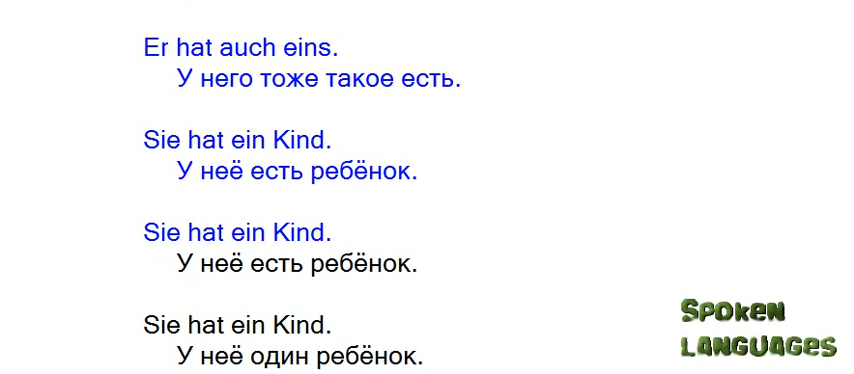 Er hat auch eins.
У него тоже такое есть.
Sie hat ein Kind.
У неё есть ребёнок.
Sie hat ein Kind.
У неё есть ребёнок.
Sie hat ein Kind.
У неё один ребёнок.
Spoken
Languages